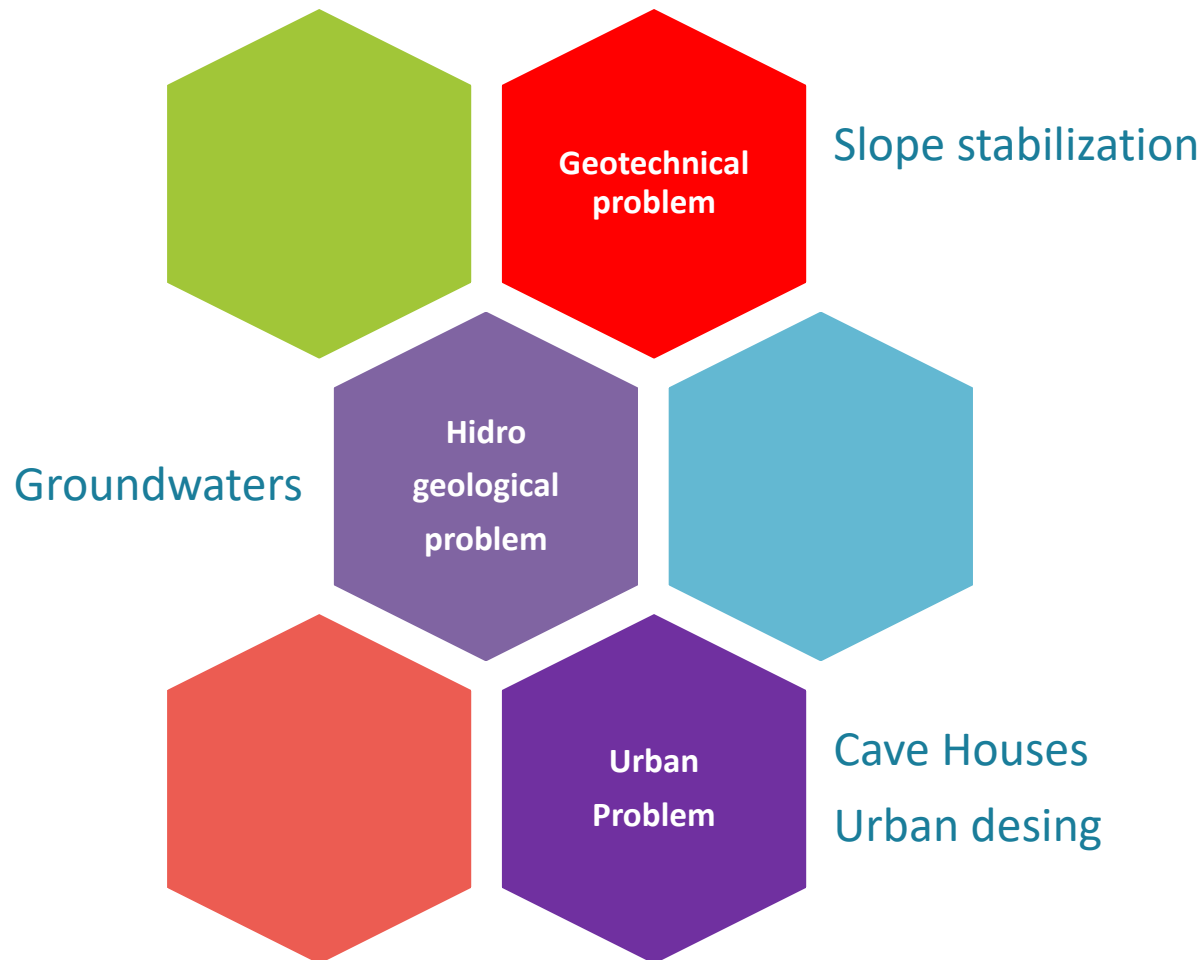 Geotechnical
problem
Slope stabilization
Hidro
geological
problem
Groundwaters
Urban
Problem
Cave Houses
Urban desing